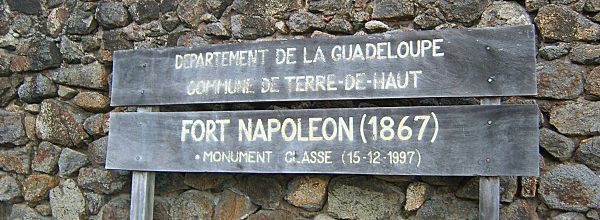 DEPARTEMENT DE LA GUADELOUPE
COMMUNE DE TERRE-DE-HAUT
FORT NAPOLEON (1867)
• MONUMENT CLASSE (15-12-1997)